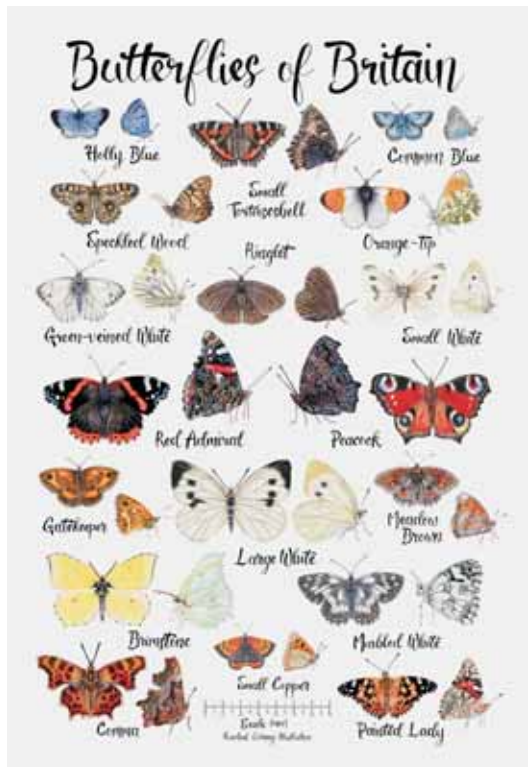 Butterflies of Britain
Holly Blue
Common Blue
Small
Tortoiseshell
Speckled Wood
Orange-tip
Ringlet
Green-veined White
Small White
Red Admiral
Peacock
Gatekeeper
Meadow
Brown
Large White
Brimstone
Marbled White
Small Copper
Comma
Painted Lady
Scale